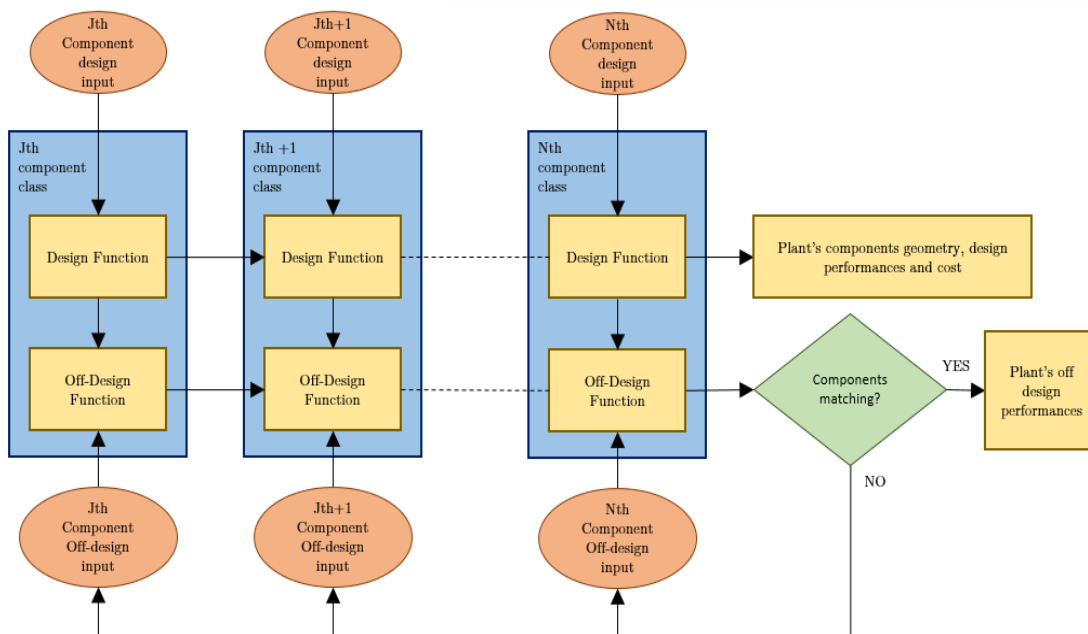 Jth
Component
design
input
Jth+1
Component
design
input
Nth
Component
design
input
Jth
component
class
Jth +1
component
class
Nth
component
class
Design Function
Design Function
Design Function
Plant's components geometry, design
performances and cost
Off-Design
Function
Off-Design
Function
Off-Design
Function
Components
matching?
YES
Plant's off
design
performances
NO
Jth
Component
Off-design
input
Jth+1
Component
Off-design
input
Nth
Component
Off-design
input